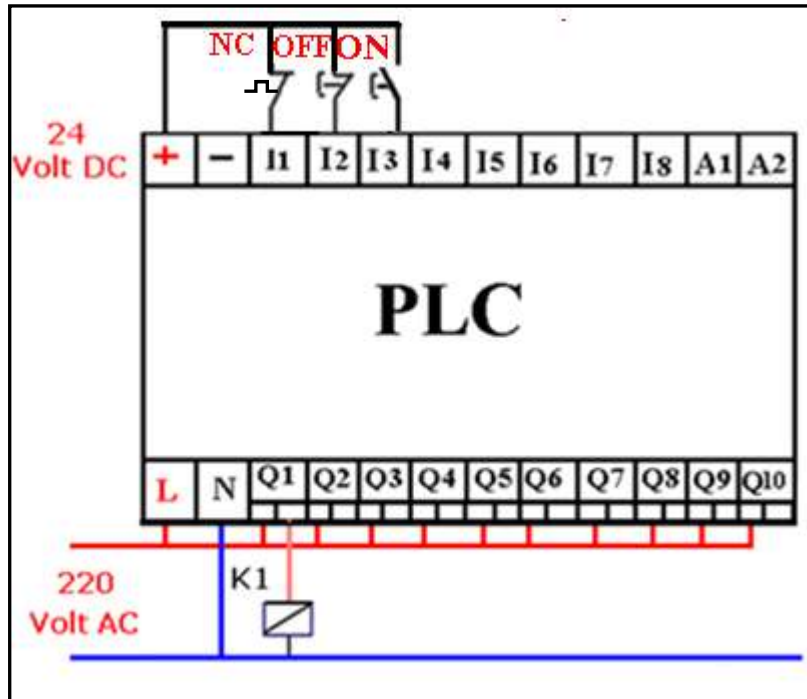 NC OFF ON
24
Volt DC
+ − I1 I2 I3 I4 I5 I6 I7 I8 A1 A2
PLC
L N Q1 Q2 Q3 Q4 Q5 Q6 Q7 Q8 Q9 Q10
K1
220
Volt AC